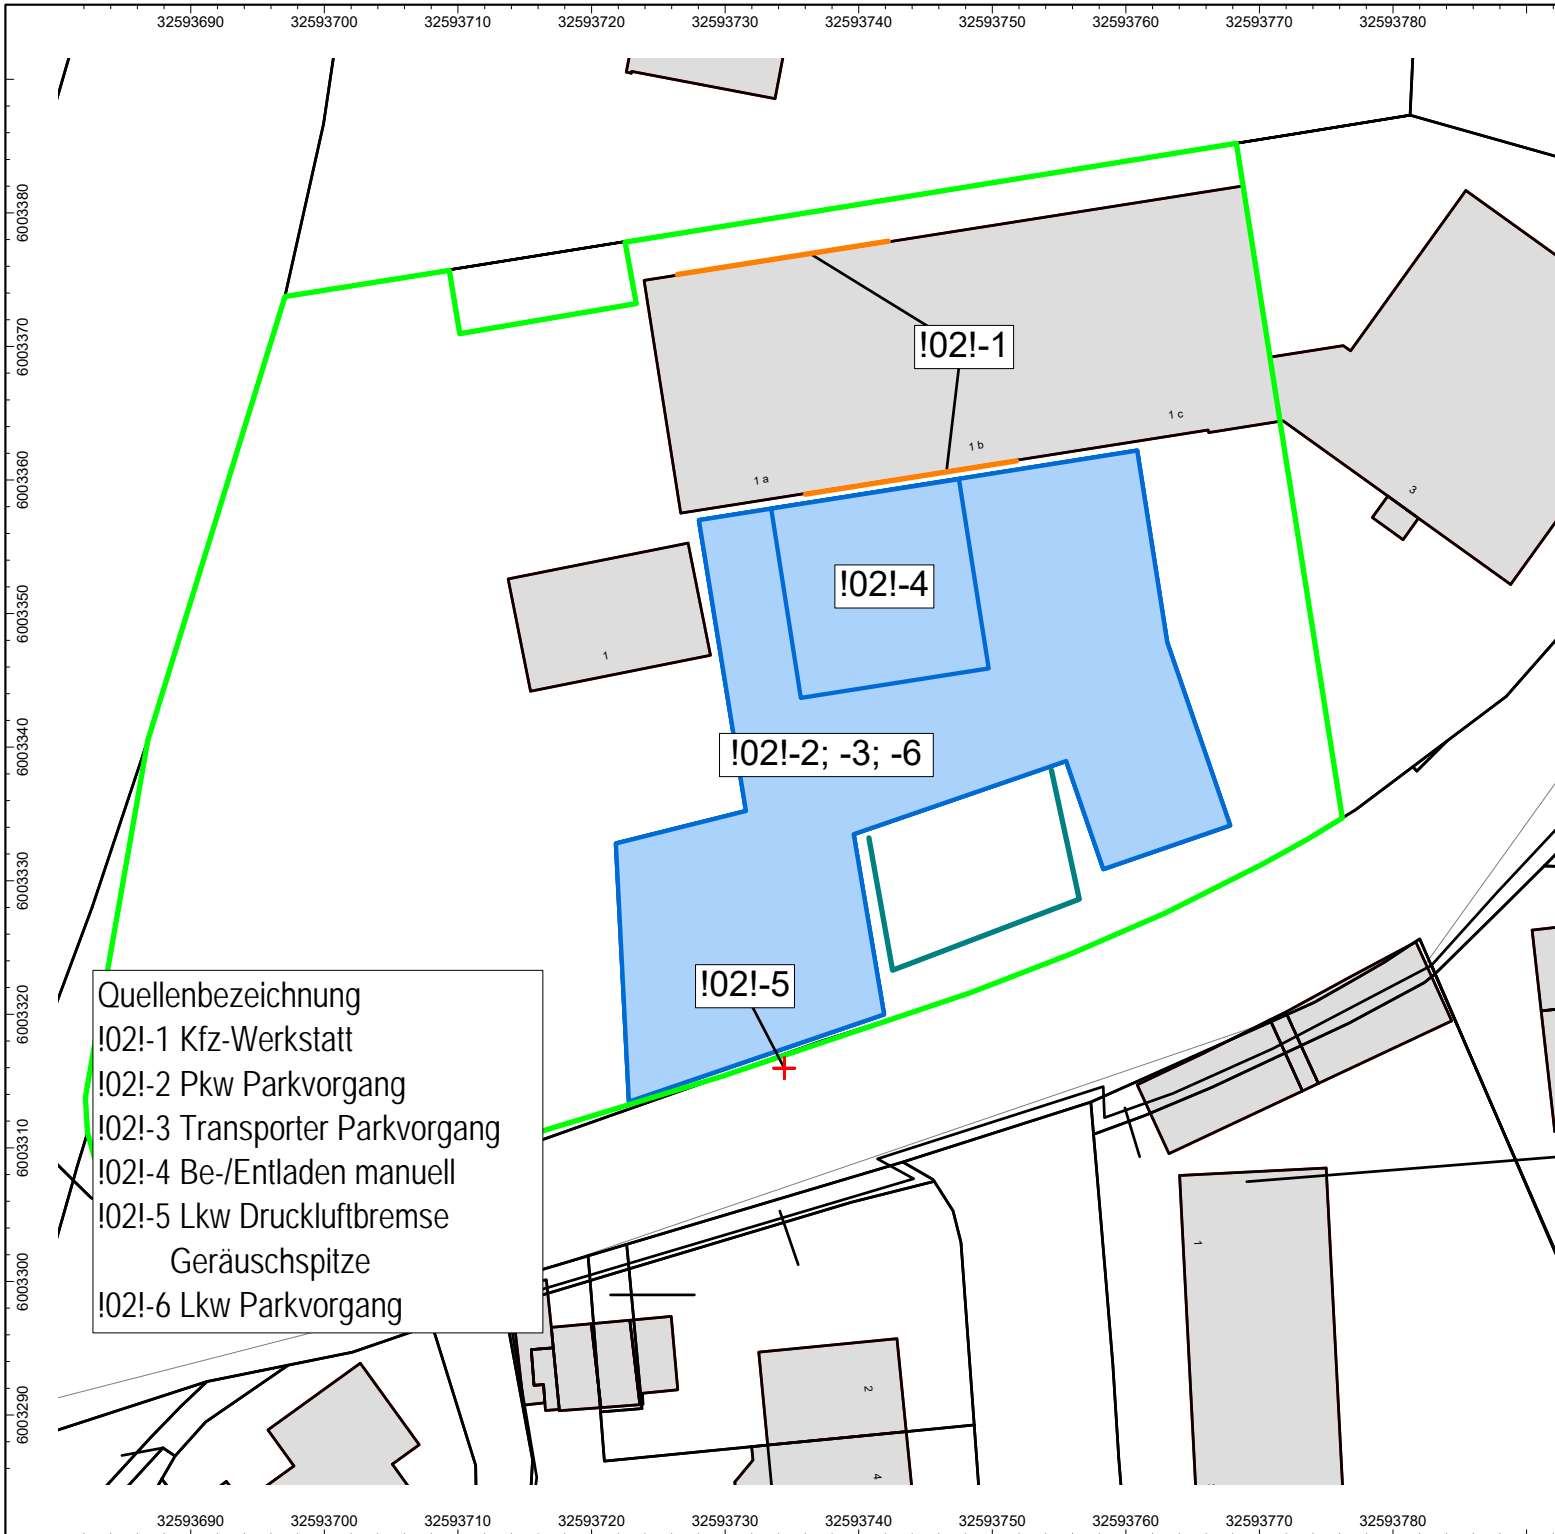 32593690 32593700 32593710 32593720 32593730 32593740 32593750 32593760 32593770 32593780
6003380
6003370
!02!-1
1 c
1 b
6003360
1 a
3
!02!-4
6003350
1
6003340
!02!-2; -3; -6
6003330
!02!-5
6003320
Quellenbezeichnung
!02!-1 Kfz-Werkstatt
!02!-2 Pkw Parkvorgang
!02!-3 Transporter Parkvorgang
!02!-4 Be-/Entladen manuell
!02!-5 Lkw Druckluftbremse
Geräuschspitze
!02!-6 Lkw Parkvorgang
6003310
6003300
1
6003290
2
4
32593690 32593700 32593710 32593720 32593730 32593740 32593750 32593760 32593770 32593780